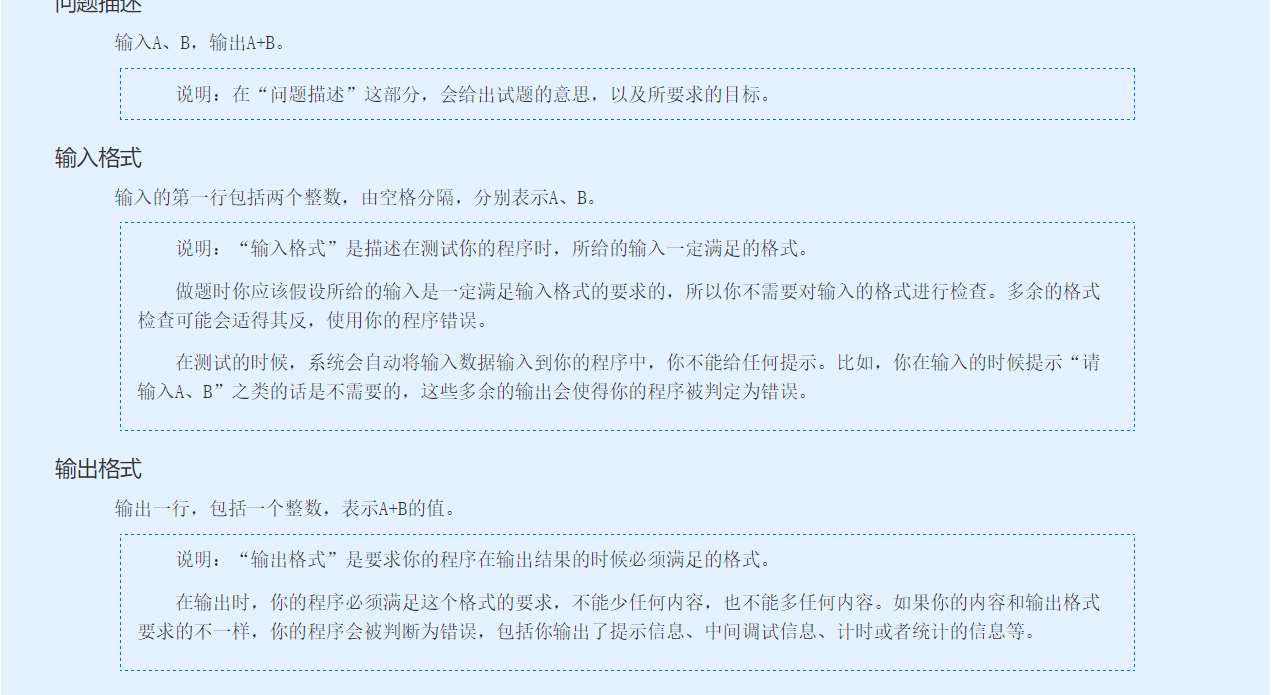 问题描述
输入A、B，输出A+B。
说明：在“问题描述”这部分，会给出试题的意思，以及所要求的目标。
输入格式
输入的第一行包括两个整数，由空格分隔，分别表示A、B。
说明：“输入格式”是描述在测试你的程序时，所给的输入一定满足的格式。
做题时你应该假设所给的输入是一定满足输入格式的要求的，所以你不需要对输入的格式进行检查。多余的格式
检查可能会适得其反，使用你的程序错误。
在测试的时候，系统会自动将输入数据输入到你的程序中，你不能给任何提示。比如，你在输入的时候提示“请
输入A、B”之类的话是不需要的，这些多余的输出会使得你的程序被判定为错误。
输出格式
输出一行，包括一个整数，表示A+B的值。
说明：“输出格式”是要求你的程序在输出结果的时候必须满足的格式。
在输出时，你的程序必须满足这个格式的要求，不能少任何内容，也不能多任何内容。如果你的内容和输出格式
要求的不一样，你的程序会被判断为错误，包括你输出了提示信息、中间调试信息、计时或者统计的信息等。